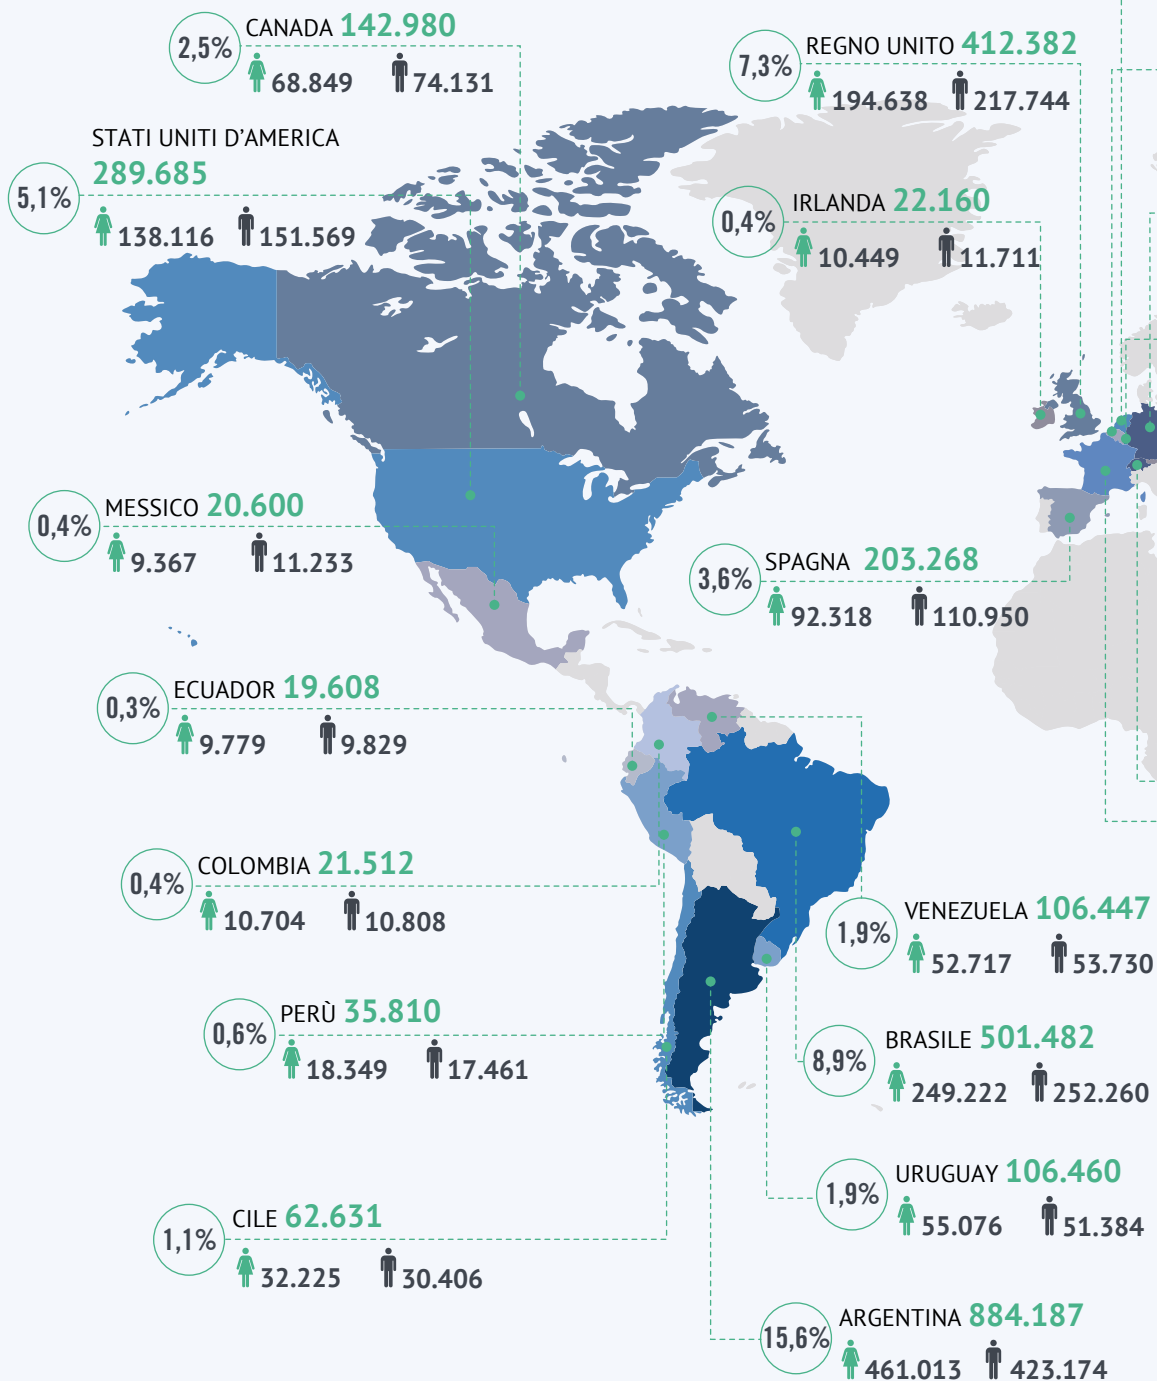 CANADA 142.980
2,5%
68.849 74.131
STATI UNITI D'AMERICA
289.685
5,1%
138.116 151.569
REGNO UNITO 412.382
7,3%
194.638 217.744
IRLANDA 22.160
0,4%
10.449 11.711
MESSICO 20.600
0,4%
9.367 11.233
SPAGNA 203.268
3,6%
92.318 110.950
ECUADOR 19.608
0,3%
9.779 9.829
COLOMBIA 21.512
0,4%
10.704 10.808
VENEZUELA 106.447
1,9%
52.717 53.730
PERÙ 35.810
0,6%
18.349 17.461
BRASILE 501.482
8,9%
249.222 252.260
URUGUAY 106.460
1,9%
55.076 51.384
CILE 62.631
1,1%
32.225 30.406
ARGENTINA 884.187
15,6%
461.013 423.174